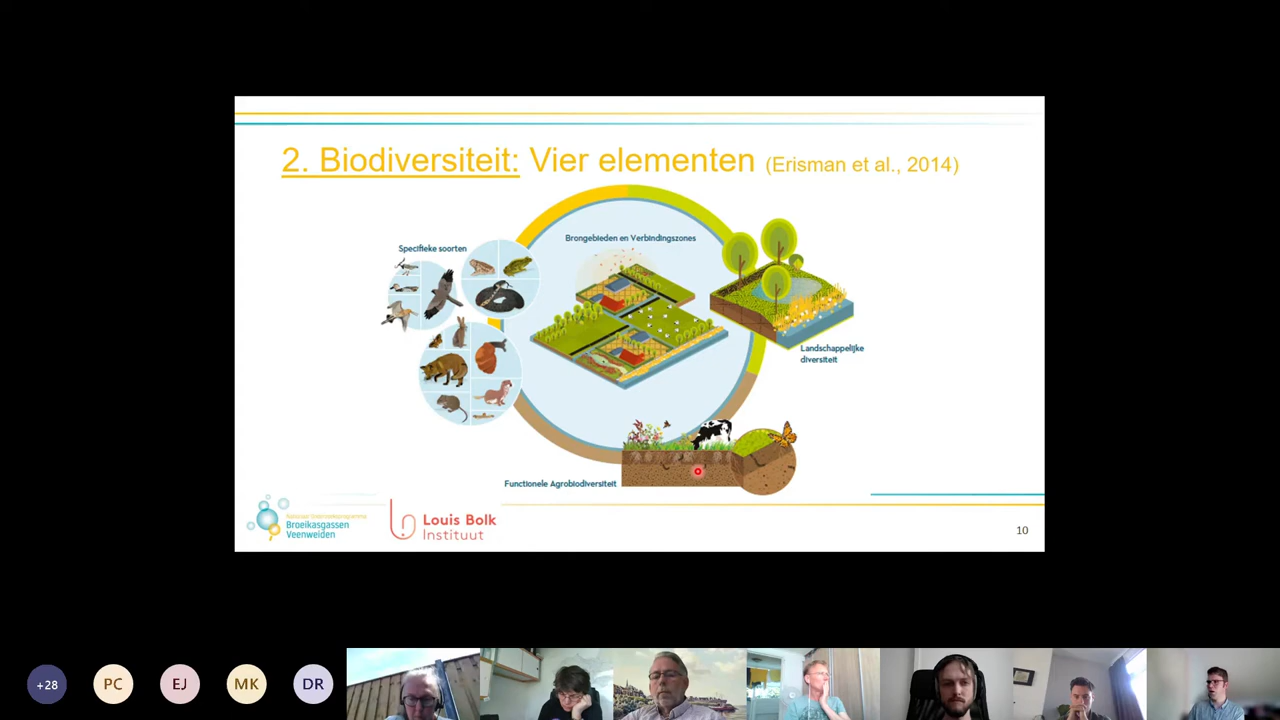 2. Biodiversiteit: Vier elementen (Erisman et al., 2014)
Specifieke soorten
Brongebieden en Verbindingszones
Landschappelijke
diversiteit
Functionele Agrobiodiversiteit
Broeikasgassen
Veenweiden
Louis Bolk
Instituut
10
+28
PC
EJ
MK
DR